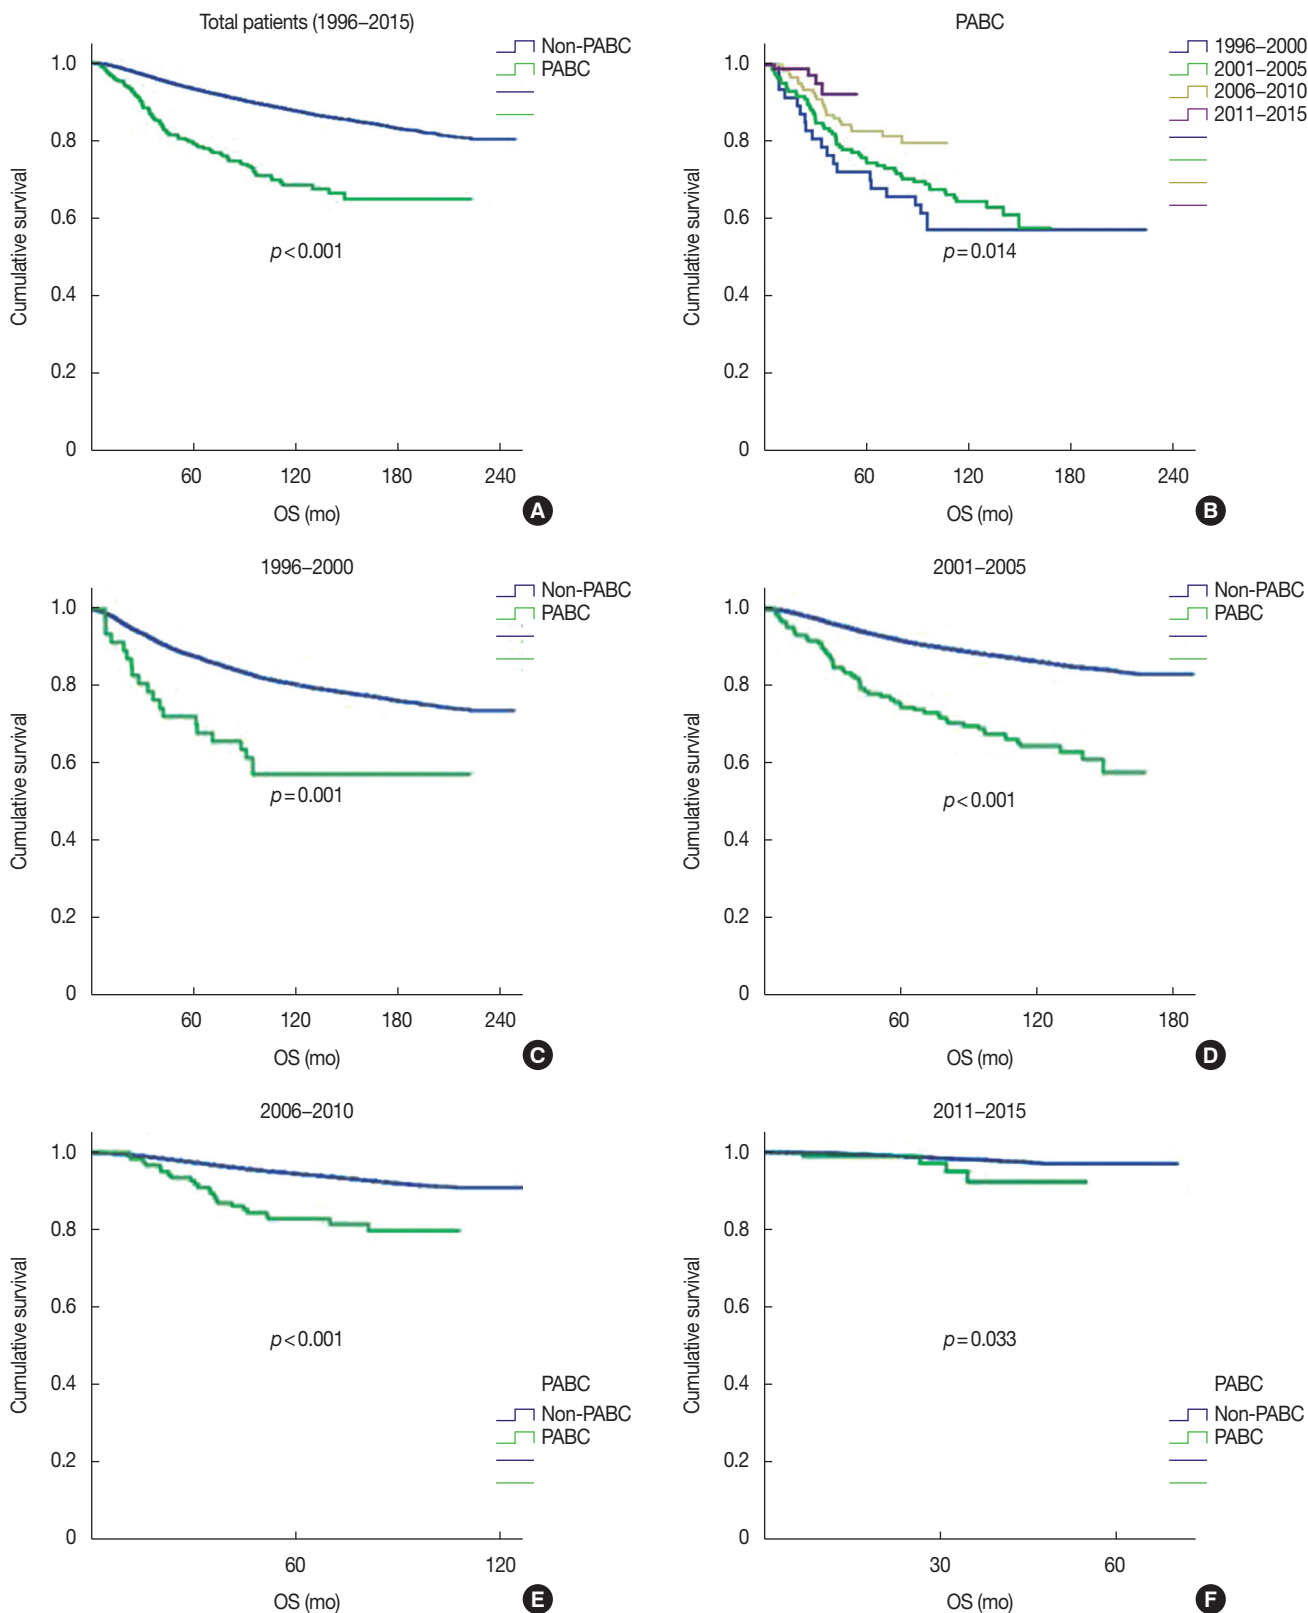 Total patients (1996–2015)
Non-PABC
PABC
1.0
0.8
0.6
0.4
0.2
0
Cumulative survival
p<0.001
60 120 180 240
OS (mo)
A
PABC
1996–2000
2001–2005
2006–2010
2011–2015
1.0
0.8
0.6
0.4
0.2
0
Cumulative survival
p=0.014
60 120 180 240
OS (mo)
B
1996–2000
Non-PABC
PABC
1.0
0.8
0.6
0.4
0.2
0
Cumulative survival
p=0.001
60 120 180 240
OS (mo)
C
2001–2005
Non-PABC
PABC
1.0
0.8
0.6
0.4
0.2
0
Cumulative survival
p<0.001
60 120 180
OS (mo)
D
2006–2010
1.0
0.8
0.6
0.4
0.2
0
Cumulative survival
p<0.001
PABC
Non-PABC
PABC
60 120
OS (mo)
E
2011–2015
1.0
0.8
0.6
0.4
0.2
0
Cumulative survival
p=0.033
PABC
Non-PABC
PABC
30 60
OS (mo)
F